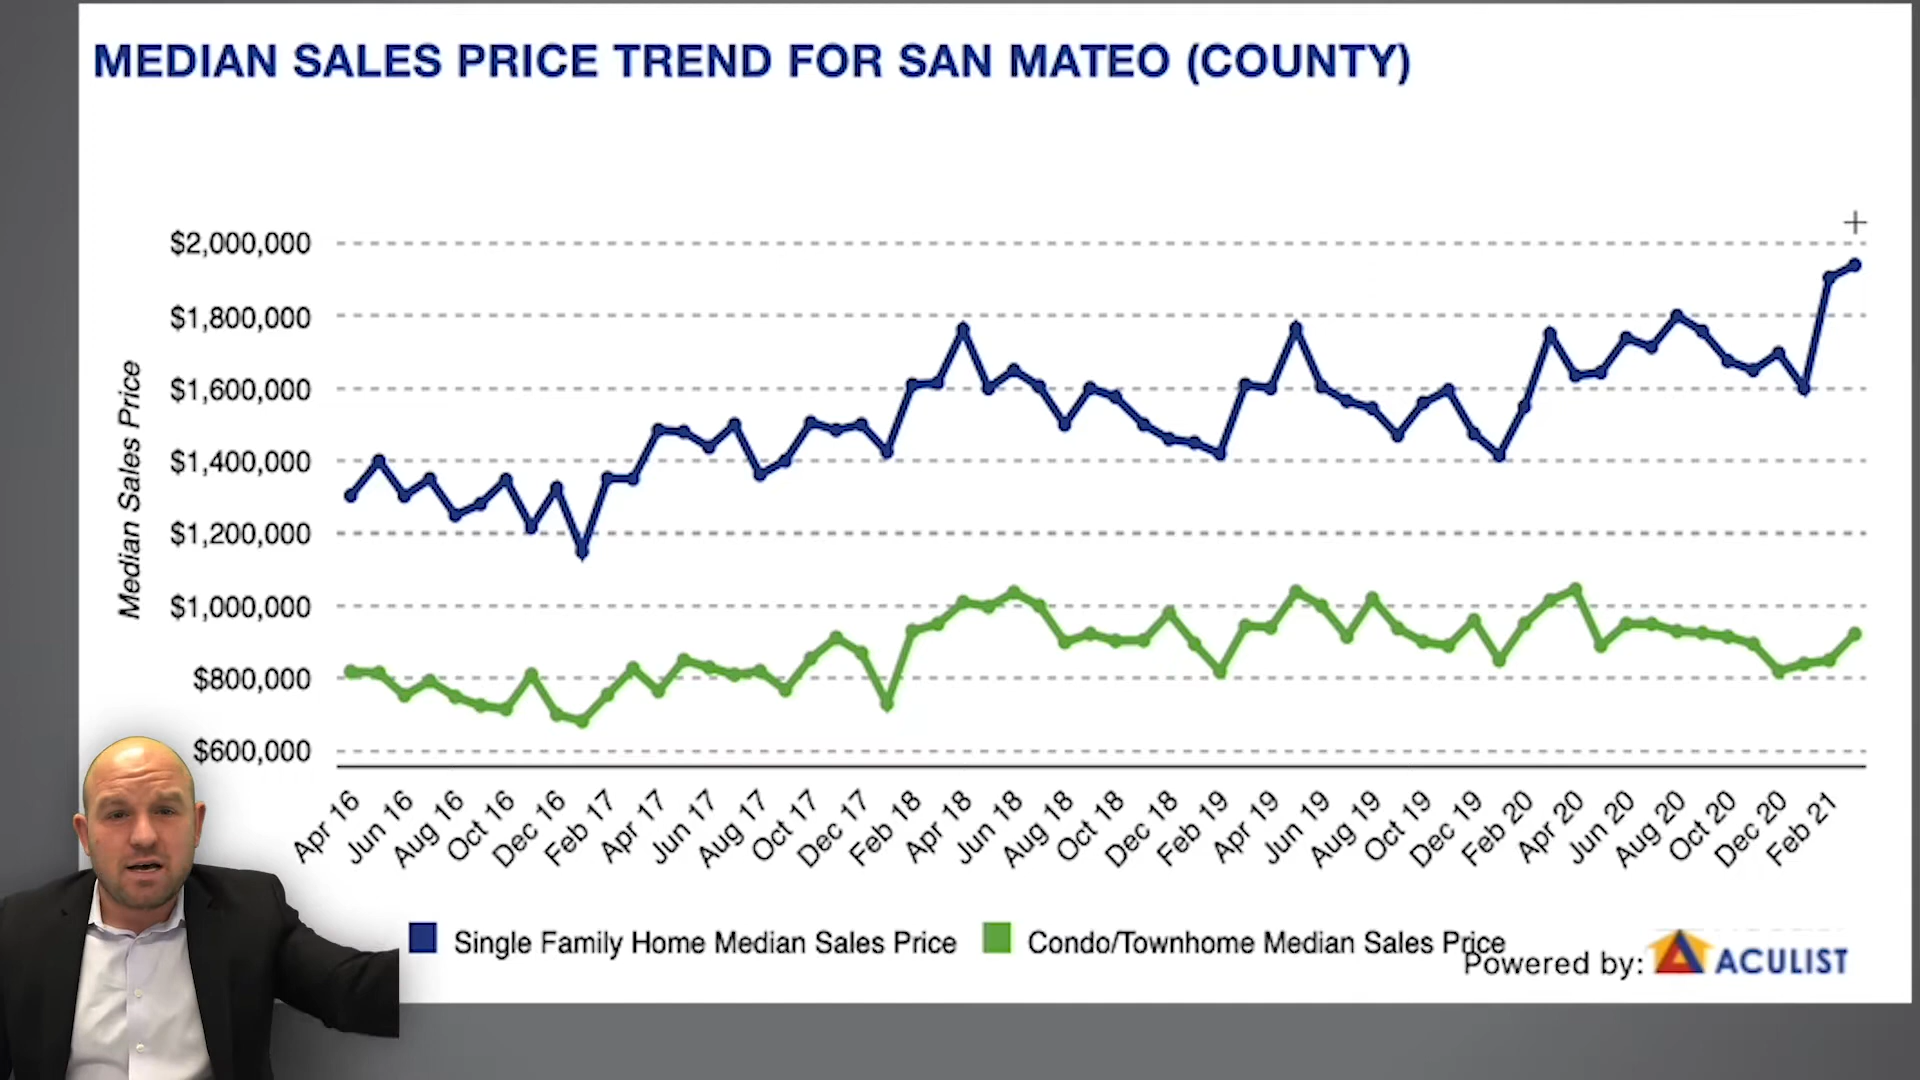 MEDIAN SALES PRICE TREND FOR SAN MATEO (COUNTY)
$2,000,000
$1,800,000
$1,600,000
$1,400,000
$1,200,000
$1,000,000
$800,000
$600,000
Median Sales Price
Apr 16
Jun 16
Aug 16
Oct 16
Dec 16
Feb 17
Apr 17
Jun 17
Aug 17
Oct 17
Dec 17
Feb 18
Apr 18
Jun 18
Aug 18
Oct 18
Dec 18
Feb 19
Apr 19
Jun 19
Aug 19
Oct 19
Dec 19
Feb 20
Apr 20
Jun 20
Aug 20
Oct 20
Dec 20
Feb 21
Single Family Home Median Sales Price
Condo/Townhome Median Sales Price
Powered by: ACULIST